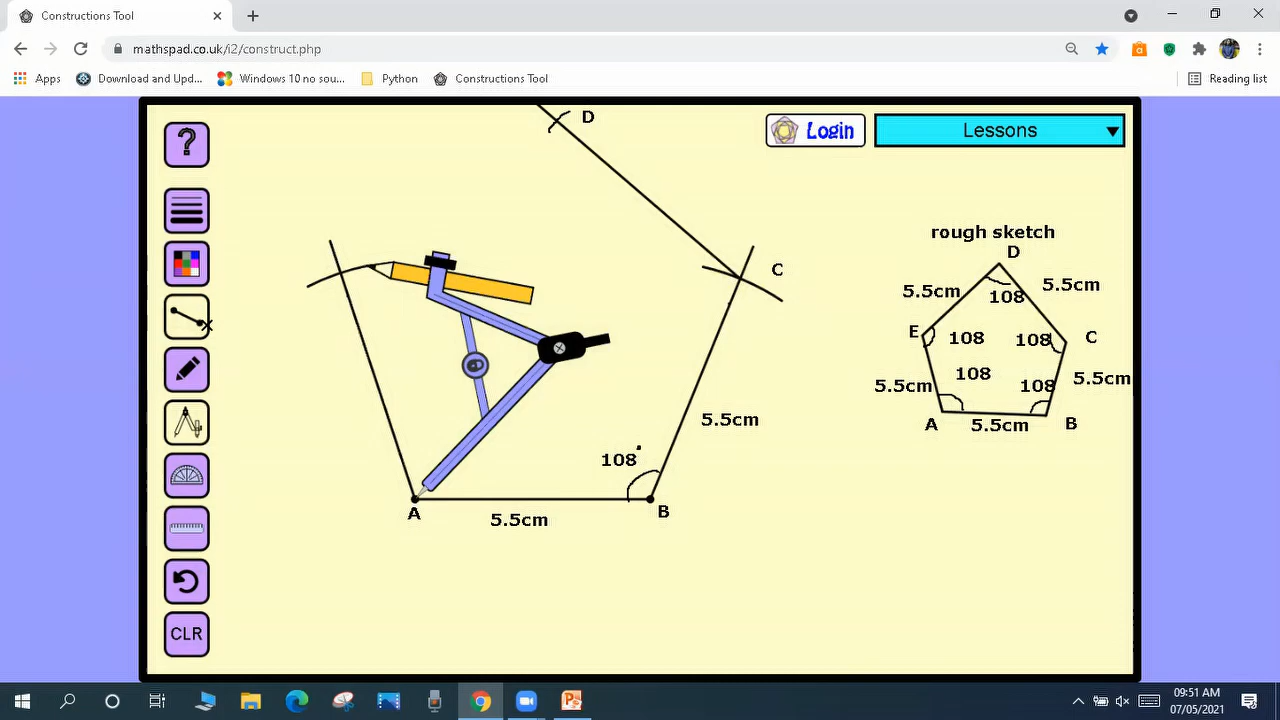 Constructions Tool
mathspad.co.uk/i2/construct.php
Apps
Download and Upd...
Windows 10 no sou...
Python
Constructions Tool
Reading list
?
Login
Lessons
D
C
rough sketch
D
5.5cm
108
5.5cm
E
108
108
C
108
5.5cm
108
5.5cm
A
5.5cm
B
5.5cm
108°
A
5.5cm
B
CLR
09:51 AM
07/05/2021